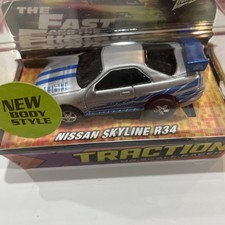 THE FAST
FURIOUS
NEW
BODY
STYLE
NISSAN SKYLINE R34
TRACTION